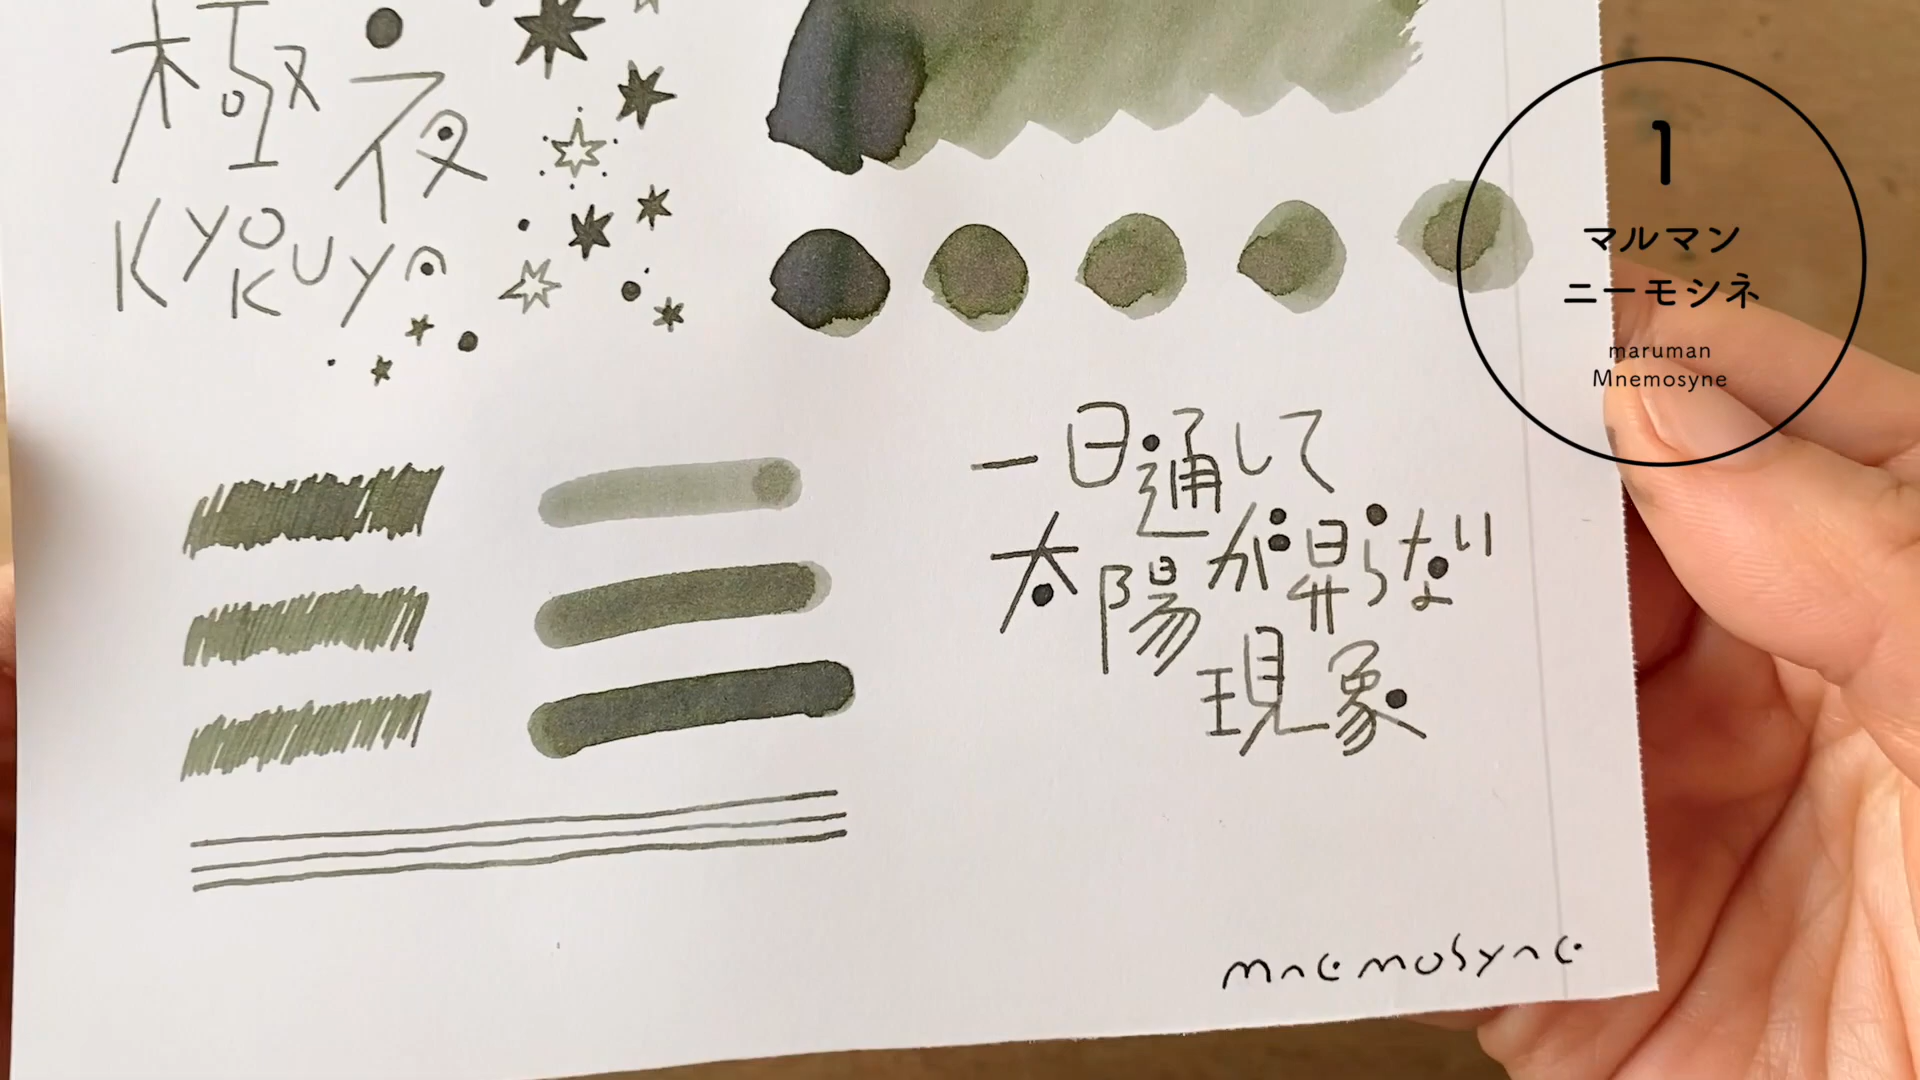 極夜
KYOKUYA
1
マルマン
ニーモシネ
maruman
Mnemosyne
一日通して
太陽が昇らない
現象
mnemosyne